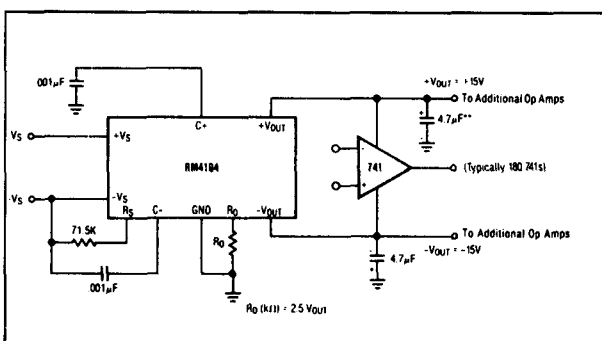 .001µF
+VOUT = +15V
To Additional Op Amps
C+
4.7µF**
VS
+VS
+VOUT
RM4194
-
741
+
(Typically 180 741s)
-VS
-VS
RS
C-
GND
RO
-VOUT
71.5K
RO
To Additional Op Amps
-VOUT = -15V
.001µF
4.7µF
+
RO (kΩ) = 2.5 VOUT